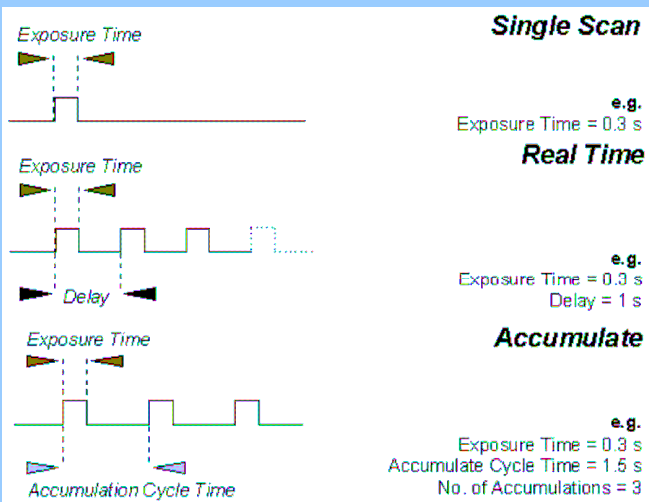 Single Scan
Exposure Time
e.g.
Exposure Time = 0.3 s
Real Time
Exposure Time
e.g.
Exposure Time = 0.3 s
Delay = 1 s
Delay
Accumulate
Exposure Time
e.g.
Exposure Time = 0.3 s
Accumulate Cycle Time = 1.5 s
No. of Accumulations = 3
Accumulation Cycle Time